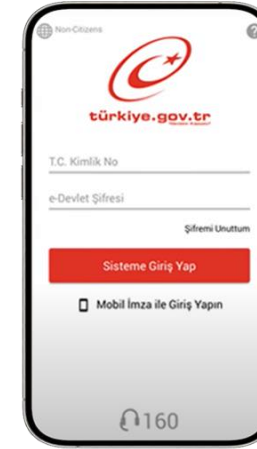 Non-Citizens
?
türkiye.gov.tr
T.C. Kimlik No
e-Devlet Şifresi
Şifremi Unuttum
Sisteme Giriş Yap
Mobil İmza ile Giriş Yapın
160